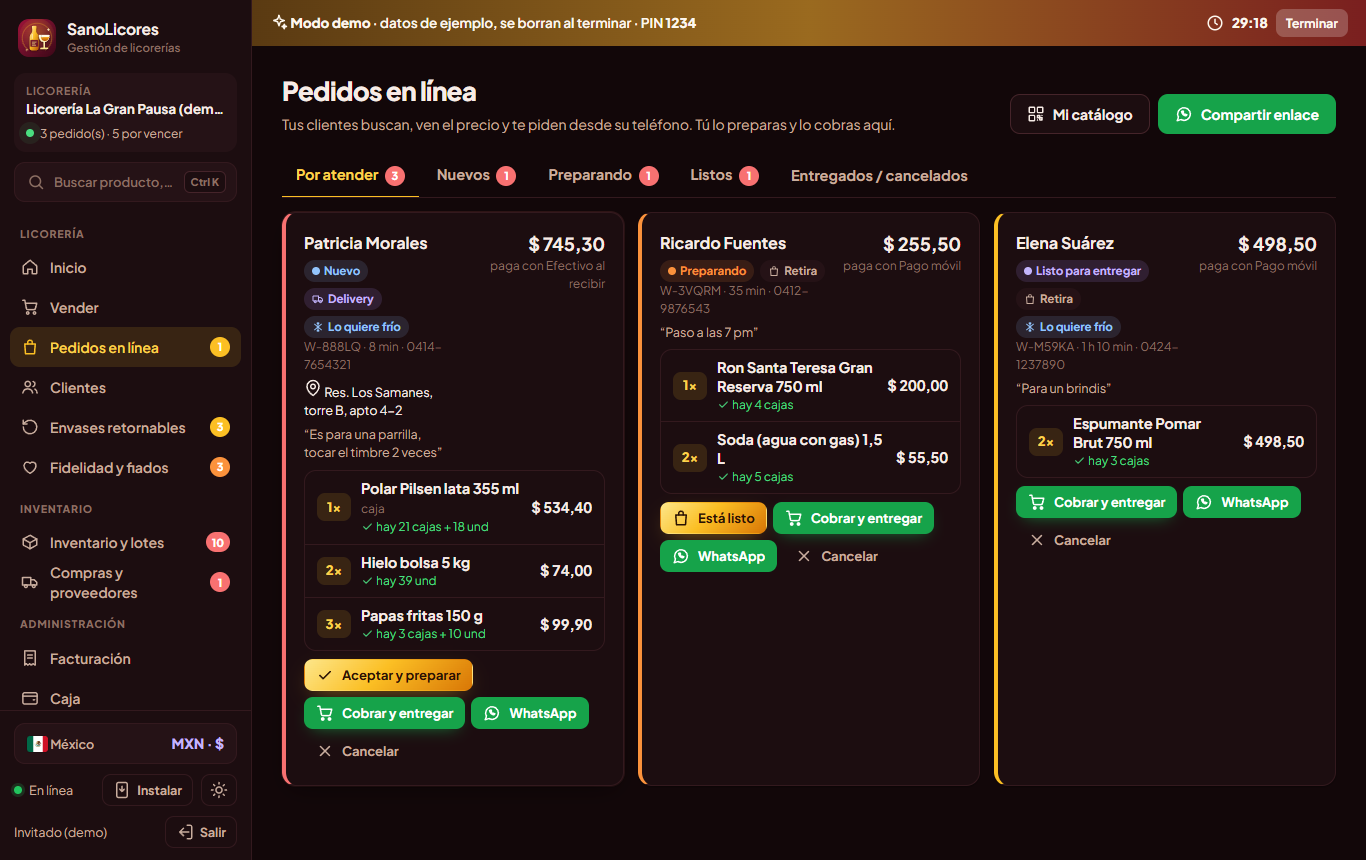 SanoLicores
Gestión de licorerías
LICORERÍA
Licorería La Gran Pausa (dem…
3 pedido(s) · 5 por vencer
Buscar producto,… Ctrl K
LICORERÍA
Inicio
Vender
Pedidos en línea 1
Clientes
Envases retornables 3
Fidelidad y fiados 3
INVENTARIO
Inventario y lotes 10
Compras y
proveedores 1
ADMINISTRACIÓN
Facturación
Caja
México MXN · $
En línea Instalar
Invitado (demo) Salir
Modo demo · datos de ejemplo, se borran al terminar · PIN 1234
29:18 Terminar
Pedidos en línea
Tus clientes buscan, ven el precio y te piden desde su teléfono. Tú lo preparas y lo cobras aquí.
Mi catálogo Compartir enlace
Por atender 3 Nuevos 1 Preparando 1 Listos 1 Entregados / cancelados
Patricia Morales $ 745,30
Nuevo
paga con Efectivo al
recibir
Delivery
Lo quiere frío
W-888LQ · 8 min · 0414-
7654321
Res. Los Samanes,
torre B, apto 4-2
“Es para una parrilla,
tocar el timbre 2 veces”
1× Polar Pilsen lata 355 ml $ 534,40
caja
hay 21 cajas + 18 und
2× Hielo bolsa 5 kg $ 74,00
hay 39 und
3× Papas fritas 150 g $ 99,90
hay 3 cajas + 10 und
Aceptar y preparar
Cobrar y entregar WhatsApp
Cancelar
Ricardo Fuentes $ 255,50
Preparando Retira paga con Pago móvil
W-3VQRM · 35 min · 0412-
9876543
“Paso a las 7 pm”
1× Ron Santa Teresa Gran
Reserva 750 ml $ 200,00
hay 4 cajas
2× Soda (agua con gas) 1,5
L $ 55,50
hay 5 cajas
Está listo Cobrar y entregar
WhatsApp Cancelar
Elena Suárez $ 498,50
Listo para entregar paga con Pago móvil
Retira
Lo quiere frío
W-M59KA · 1 h 10 min · 0424-
1237890
“Para un brindis”
2× Espumante Pomar
Brut 750 ml $ 498,50
hay 3 cajas
Cobrar y entregar WhatsApp
Cancelar